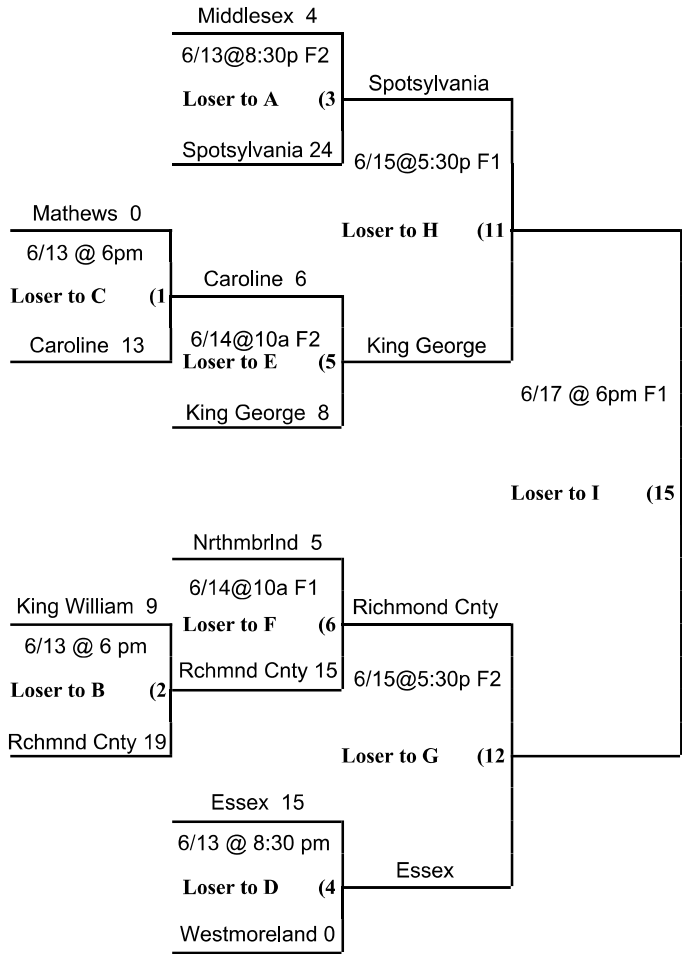 Middlesex 4
6/13@8:30p F2
Spotsylvania
Loser to A (3
Spotsylvania 24
6/15@5:30p F1
Mathews 0
Loser to H (11
6/13 @ 6pm
Caroline 6
Loser to C (1
6/14@10a F2
Caroline 13
Loser to E (5
King George
6/17 @ 6pm F1
King George 8
Loser to I (15
Nrthmbrlnd 5
6/14@10a F1
King William 9
Richmond Cnty
Loser to F (6
6/13 @ 6 pm
Rchmnd Cnty 15
6/15@5:30p F2
Loser to B (2
Rchmnd Cnty 19
Loser to G (12
Essex 15
6/13 @ 8:30 pm
Essex
Loser to D (4
Westmoreland 0